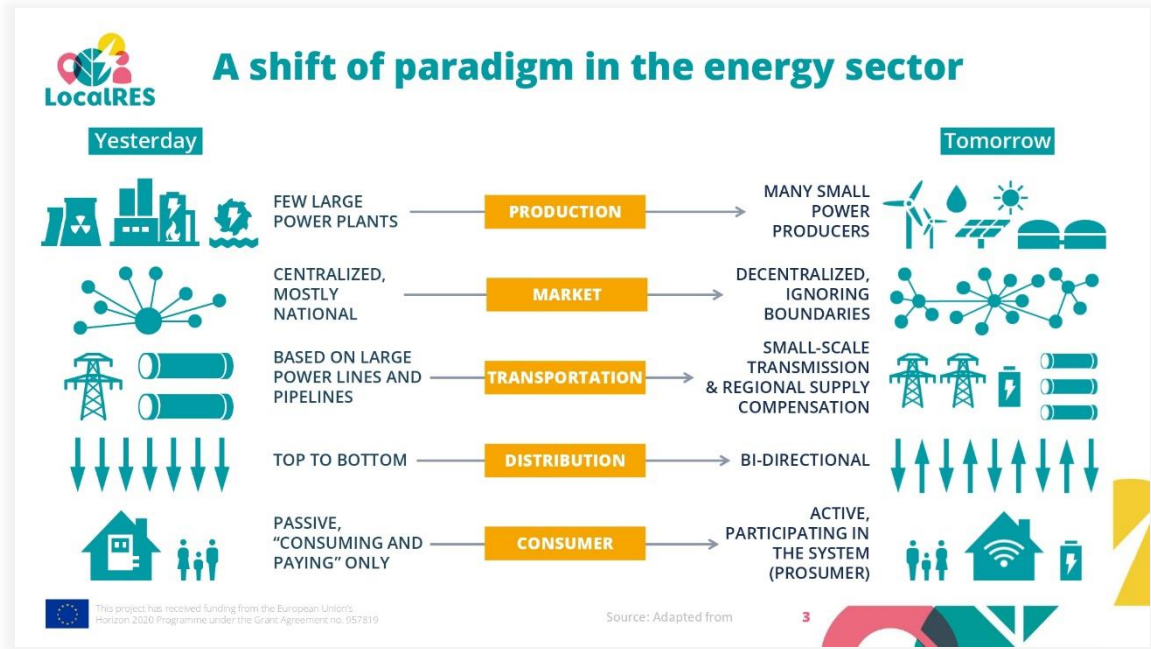 LocalRES
A shift of paradigm in the energy sector
Yesterday
Tomorrow
FEW LARGE
POWER PLANTS
PRODUCTION
MANY SMALL
POWER
PRODUCERS
CENTRALIZED,
MOSTLY
NATIONAL
MARKET
DECENTRALIZED,
IGNORING
BOUNDARIES
BASED ON LARGE
POWER LINES AND
PIPELINES
TRANSPORTATION
SMALL-SCALE
TRANSMISSION
& REGIONAL SUPPLY
COMPENSATION
TOP TO BOTTOM
DISTRIBUTION
BI-DIRECTIONAL
PASSIVE,
“CONSUMING AND
PAYING” ONLY
CONSUMER
ACTIVE,
PARTICIPATING IN
THE SYSTEM
(PROSUMER)
This project has received funding from the European Union's
Horizon 2020 Programme under the Grant Agreement no. 957819
Source: Adapted from
3